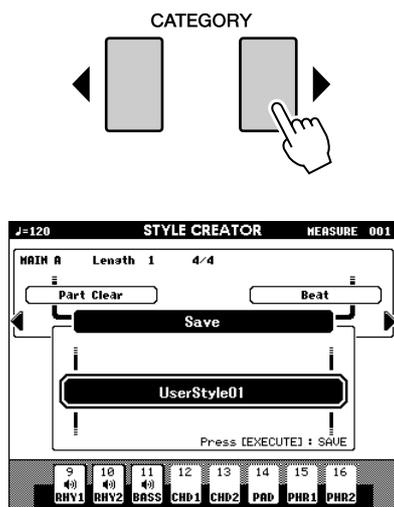 CATEGORY
♩=120 STYLE CREATOR MEASURE 001
MAIN A Length 1 4/4
Part Clear Beat
Save
UserStyle01
Press [EXECUTE] : SAVE
9 10 11 12 13 14 15 16
RHY1 RHY2 BASS CHD1 CHD2 PAD PHR1 PHR2